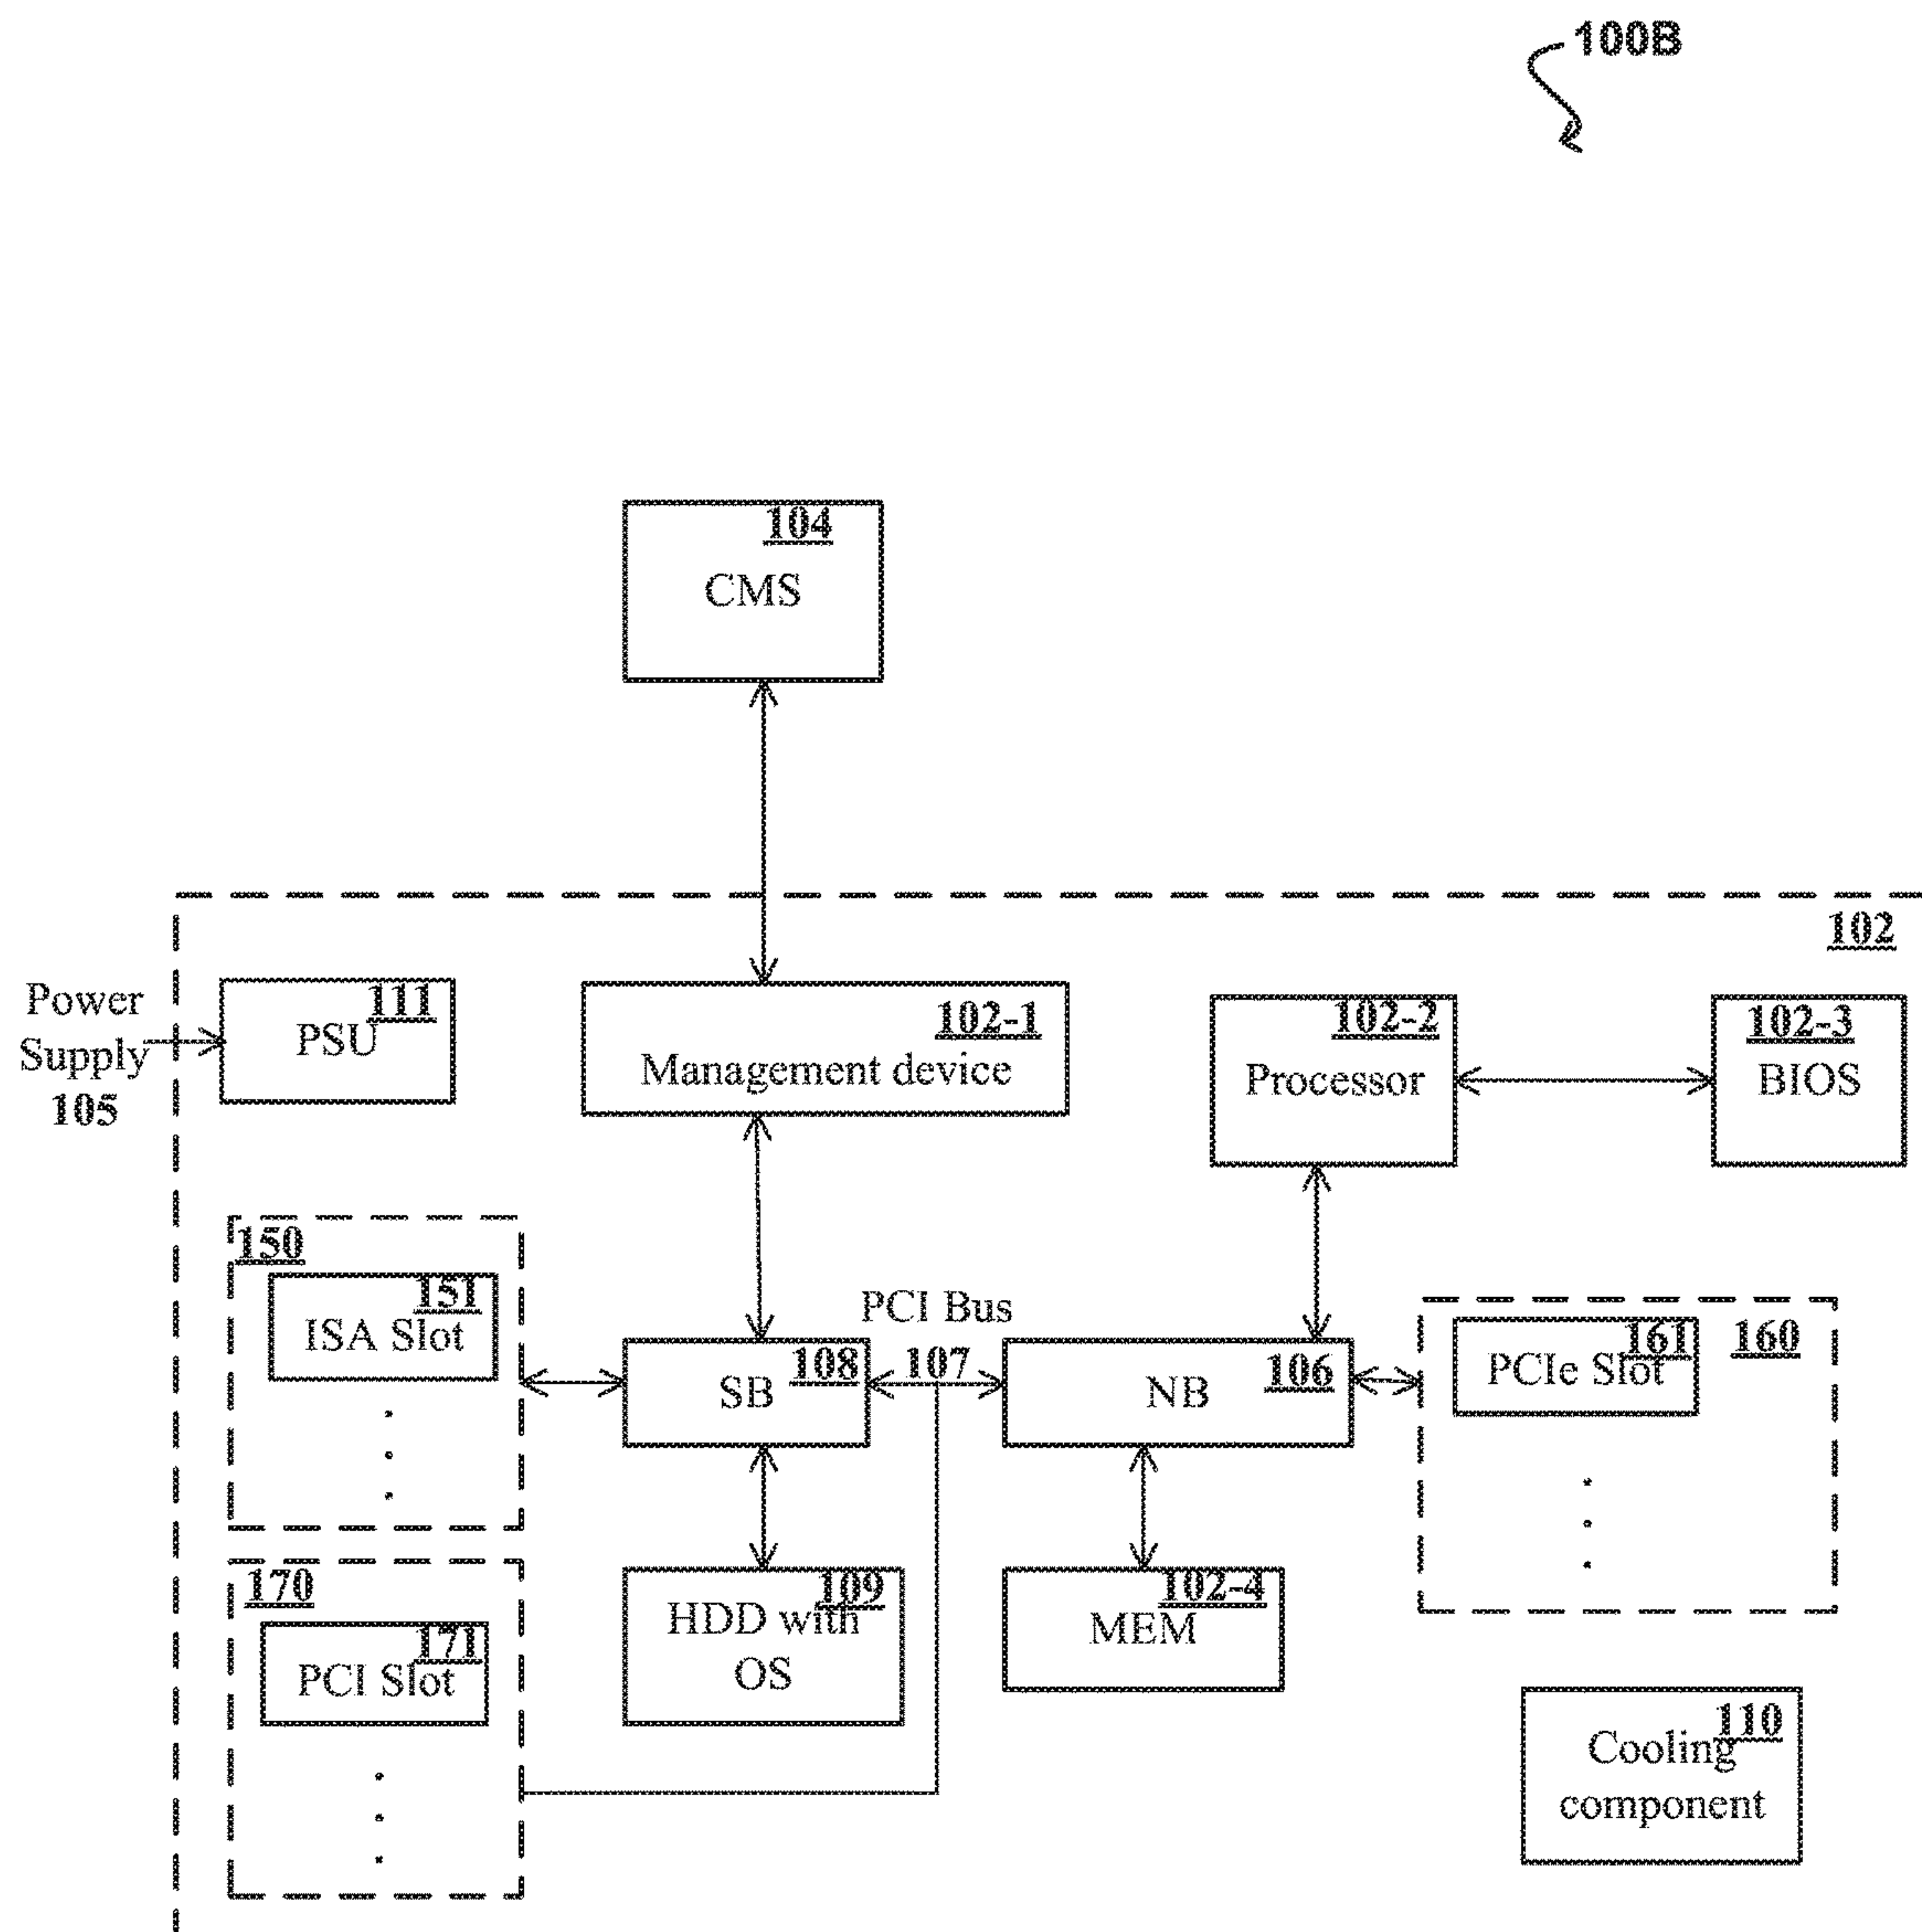 100B
104
CMS
102
Power
Supply
105
111
PSU
102-1
Management device
102-2
Processor
102-3
BIOS
150
151
ISA Slot
PCI Bus
107
108
SB
106
NB
161
PCIe Slot
160
170
171
PCI Slot
109
HDD with
OS
102-4
MEM
110
Cooling
component